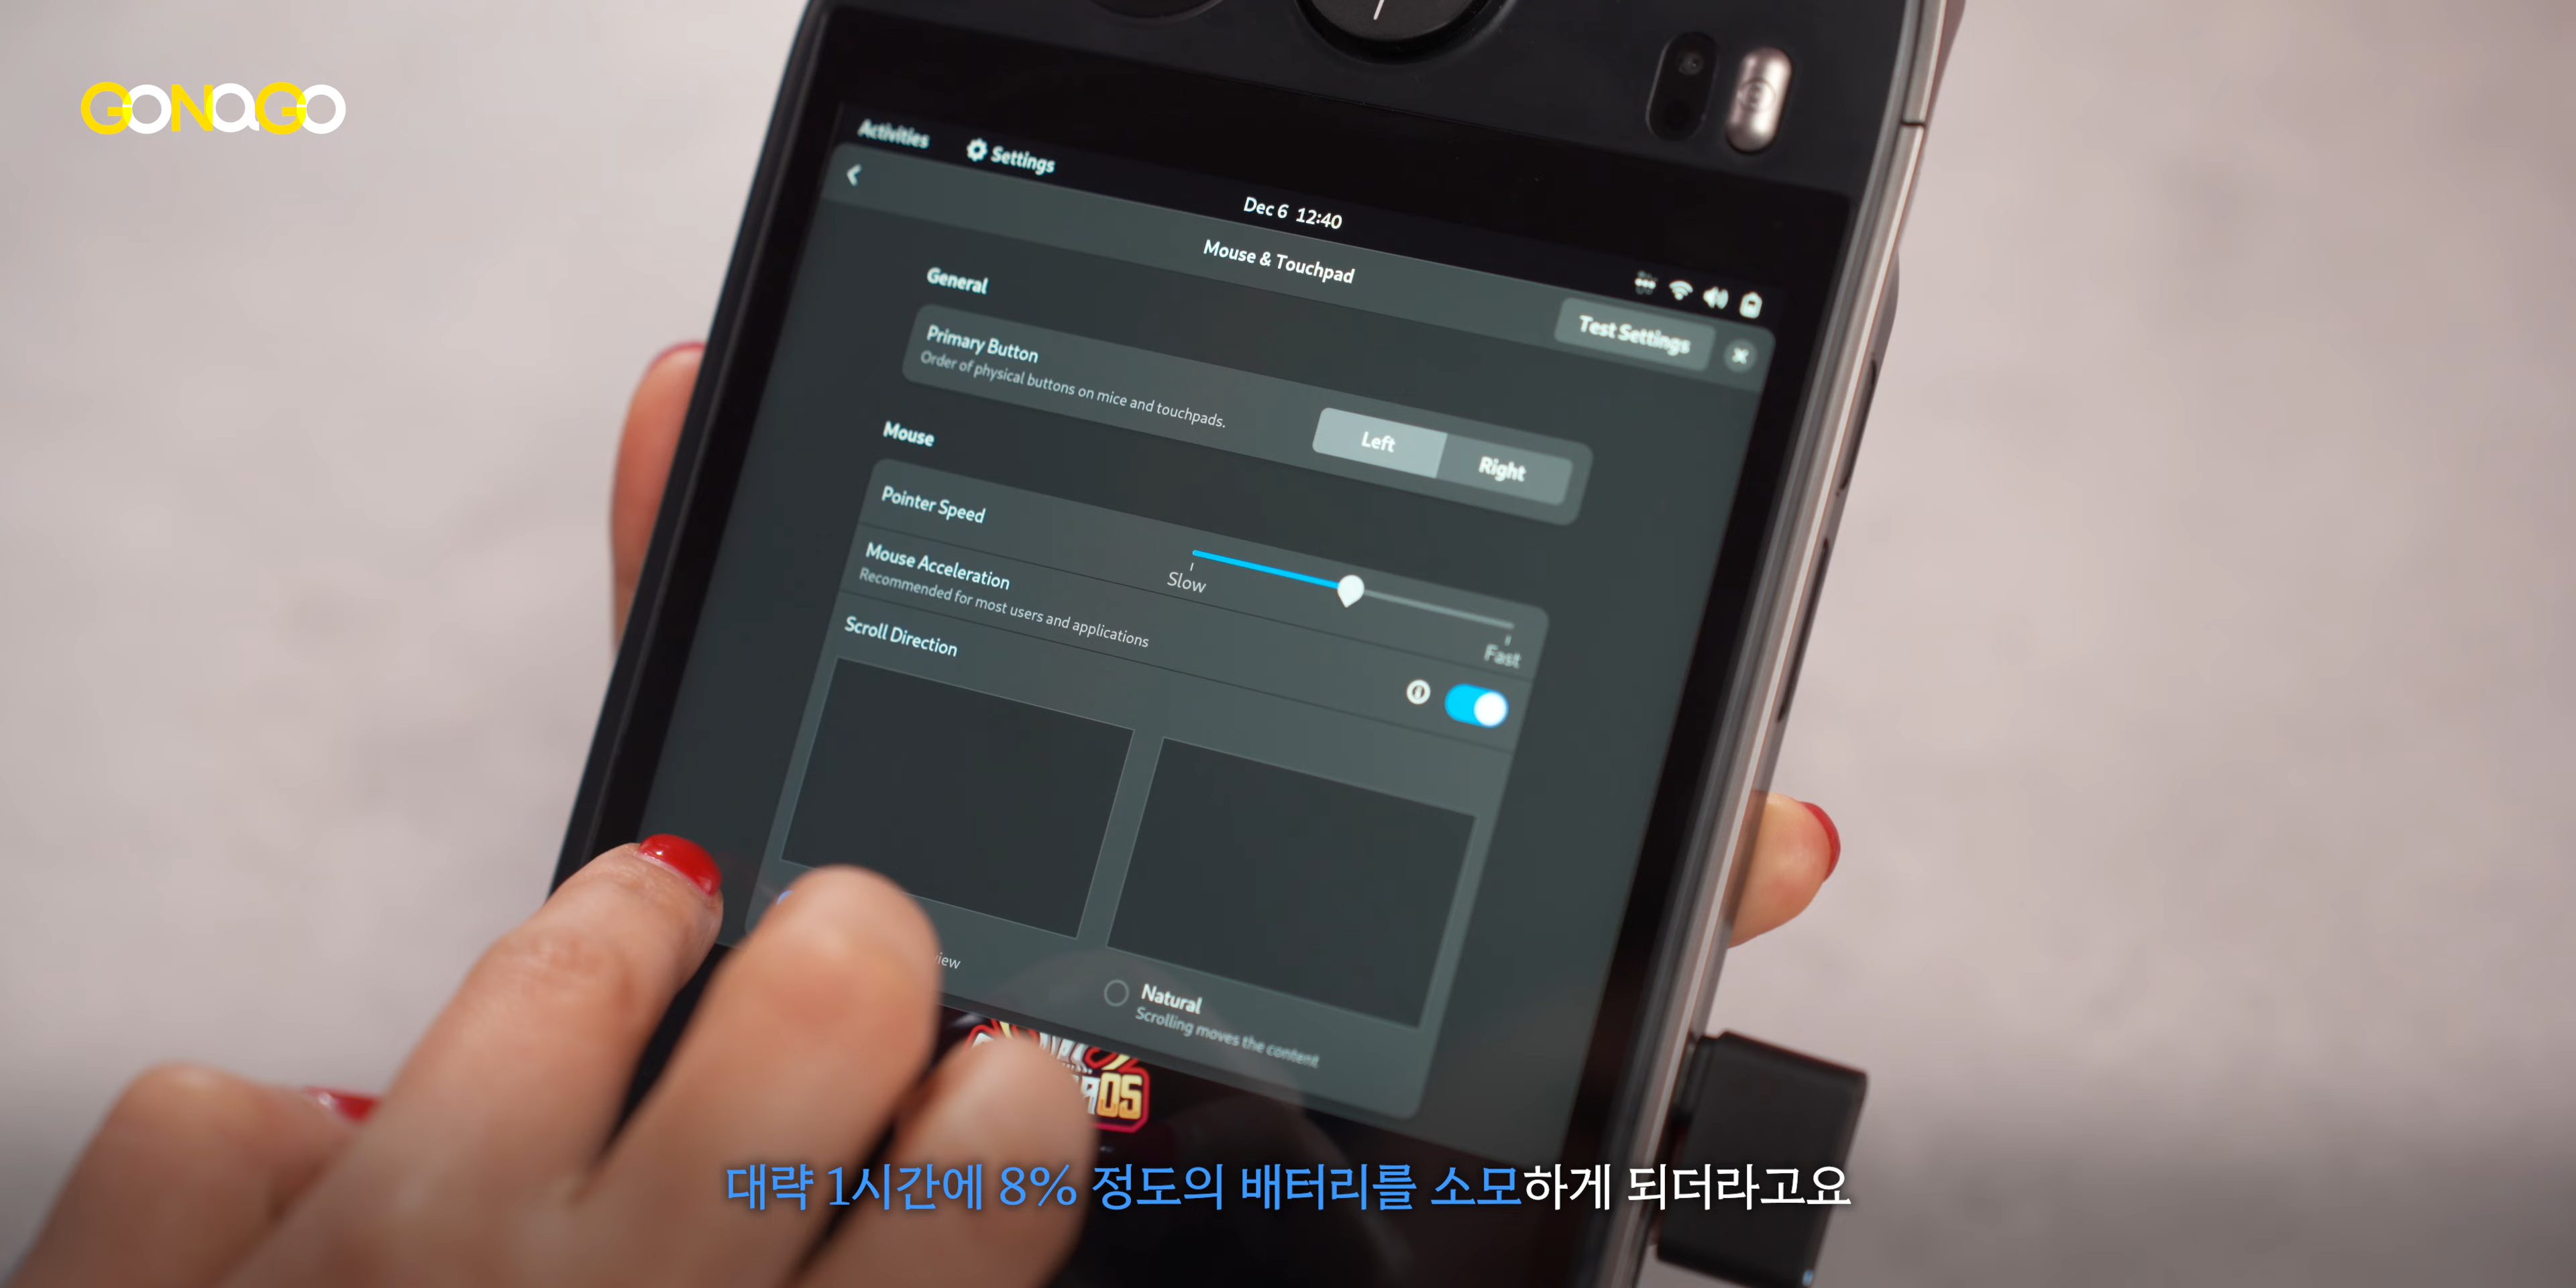 GONaGO
Activities
Settings
Dec 6 12:40
Mouse & Touchpad
Test Settings
General
Primary Button
Order of physical buttons on mice and touchpads.
Left
Right
Mouse
Pointer Speed
Slow
Fast
Mouse Acceleration
Recommended for most users and applications
Scroll Direction
view
Natural
Scrolling moves the content
OS
대략 1시간에 8% 정도의 배터리를 소모하게 되더라고요